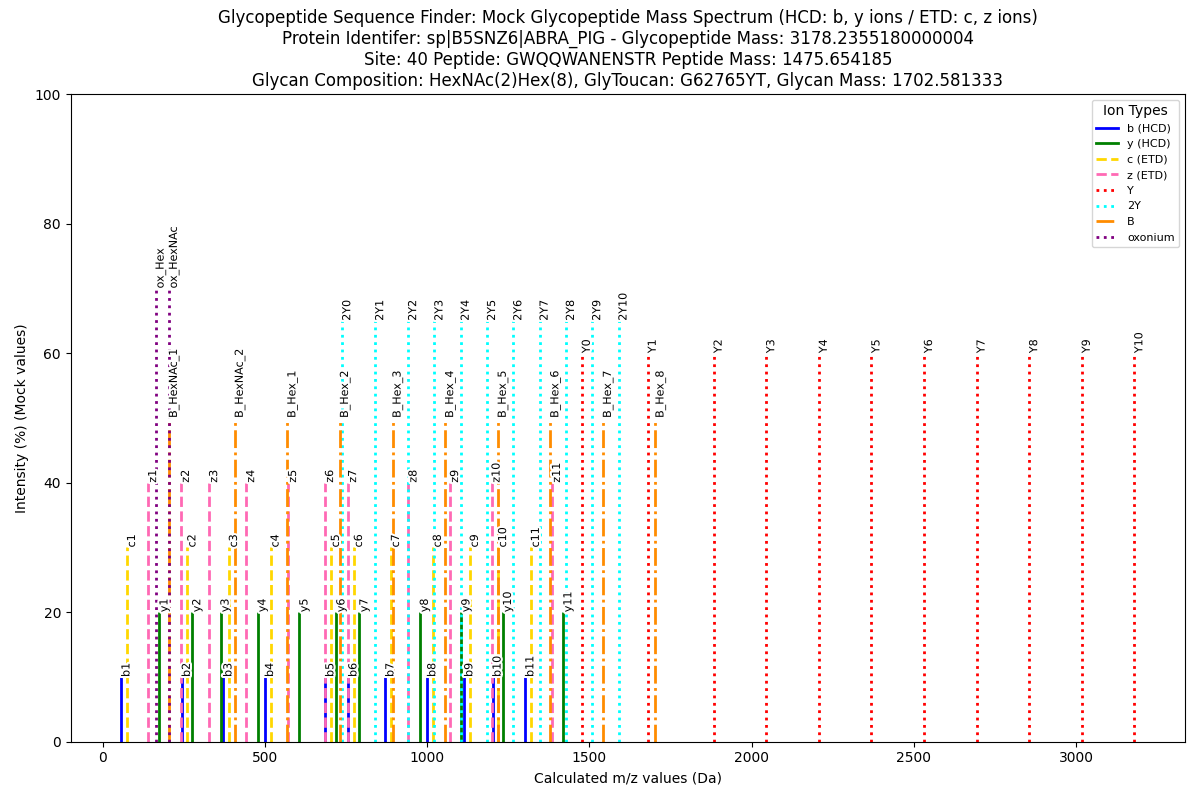 Glycopeptide Sequence Finder: Mock Glycopeptide Mass Spectrum (HCD: b, y ions / ETD: c, z ions)
Protein Identifer: sp|B5SNZ6|ABRA_PIG - Glycopeptide Mass: 3178.2355180000004
Site: 40 Peptide: GWQQWANENSTR Peptide Mass: 1475.654185
Glycan Composition: HexNAc(2)Hex(8), GlyToucan: G62765YT, Glycan Mass: 1702.581333
Intensity (%) (Mock values)
100
80
60
40
20
0
Ion Types
b (HCD)
y (HCD)
c (ETD)
z (ETD)
Y
2Y
B
oxonium
ox_Hex
ox_HexNAc
2Y0
2Y1
2Y2
2Y3
2Y4
2Y5
2Y6
2Y7
2Y8
2Y9
2Y10
Y0
Y1
Y2
Y3
Y4
Y5
Y6
Y7
Y8
Y9
Y10
B_HexNAc_1
B_HexNAc_2
B_Hex_1
B_Hex_2
B_Hex_3
B_Hex_4
B_Hex_5
B_Hex_6
B_Hex_7
B_Hex_8
z1
z2
z3
z4
z5
z6
z7
z8
z9
z10
z11
c1
c2
c3
c4
c5
c6
c7
c8
c9
c10
c11
y1
y2
y3
y4
y5
y6
y7
y8
y9
y10
y11
b1
b2
b3
b4
b5
b6
b7
b8
b9
b10
b11
0
500
1000
1500
2000
2500
3000
Calculated m/z values (Da)